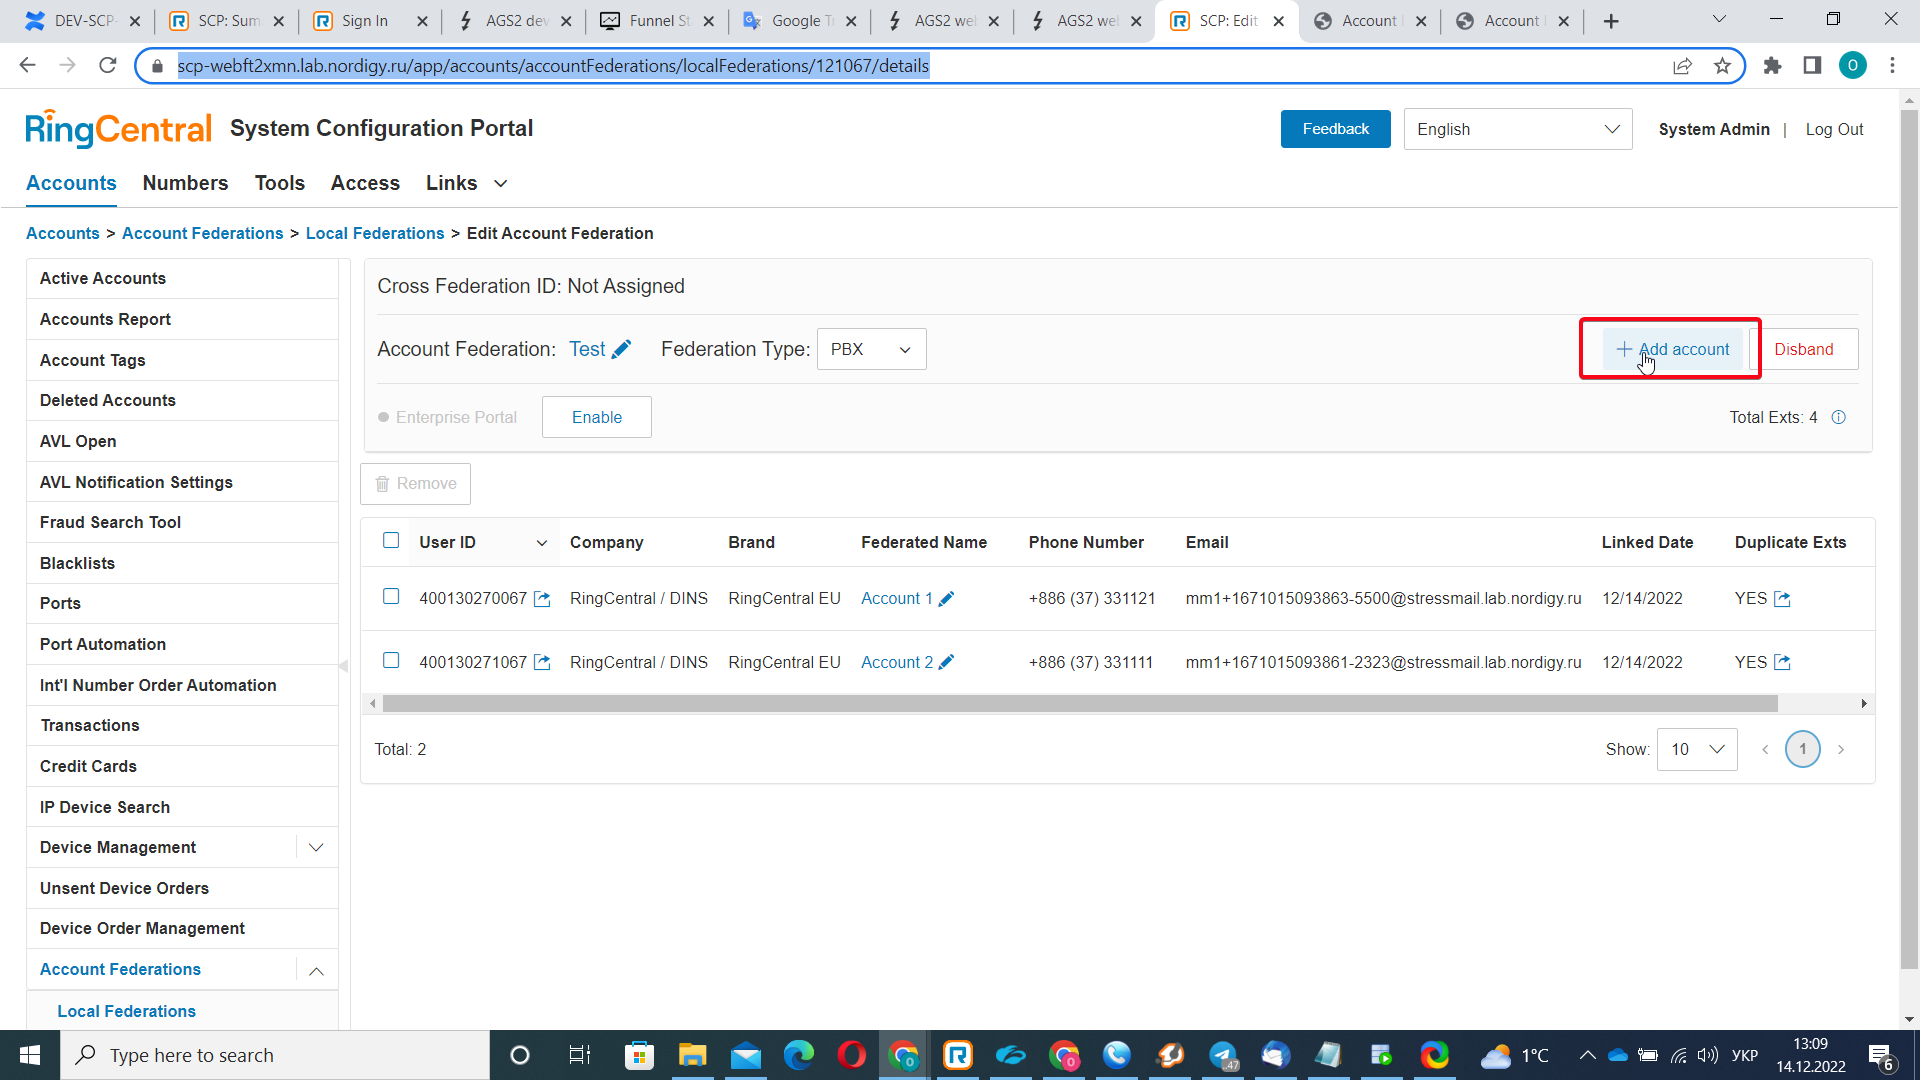 DEV-SCP-
SCP: Sum
Sign In
AGS2 dev
Funnel St
Google Tr
AGS2 wel
AGS2 wel
SCP: Edit
Account
Account
scp-webft2xmn.lab.nordigy.ru/app/accounts/accountFederations/localFederations/121067/details
O
RingCentral System Configuration Portal
Feedback
English
System Admin | Log Out
Accounts Numbers Tools Access Links
Accounts > Account Federations > Local Federations > Edit Account Federation
Active Accounts
Accounts Report
Account Tags
Deleted Accounts
AVL Open
AVL Notification Settings
Fraud Search Tool
Blacklists
Ports
Port Automation
Int'l Number Order Automation
Transactions
Credit Cards
IP Device Search
Device Management
Unsent Device Orders
Device Order Management
Account Federations
Local Federations
Cross Federation ID: Not Assigned
Account Federation: Test Federation Type: PBX
+ Add account
Disband
Enterprise Portal
Enable
Total Exts: 4
Remove
User ID Company Brand Federated Name Phone Number Email Linked Date Duplicate Exts
400130270067 RingCentral / DINS RingCentral EU Account 1 +886 (37) 331121 mm1+1671015093863-5500@stressmail.lab.nordigy.ru 12/14/2022 YES
400130271067 RingCentral / DINS RingCentral EU Account 2 +886 (37) 331111 mm1+1671015093861-2323@stressmail.lab.nordigy.ru 12/14/2022 YES
Total: 2
Show: 10 < 1 >
Type here to search
47
1°C
УКР
13:09
14.12.2022
6